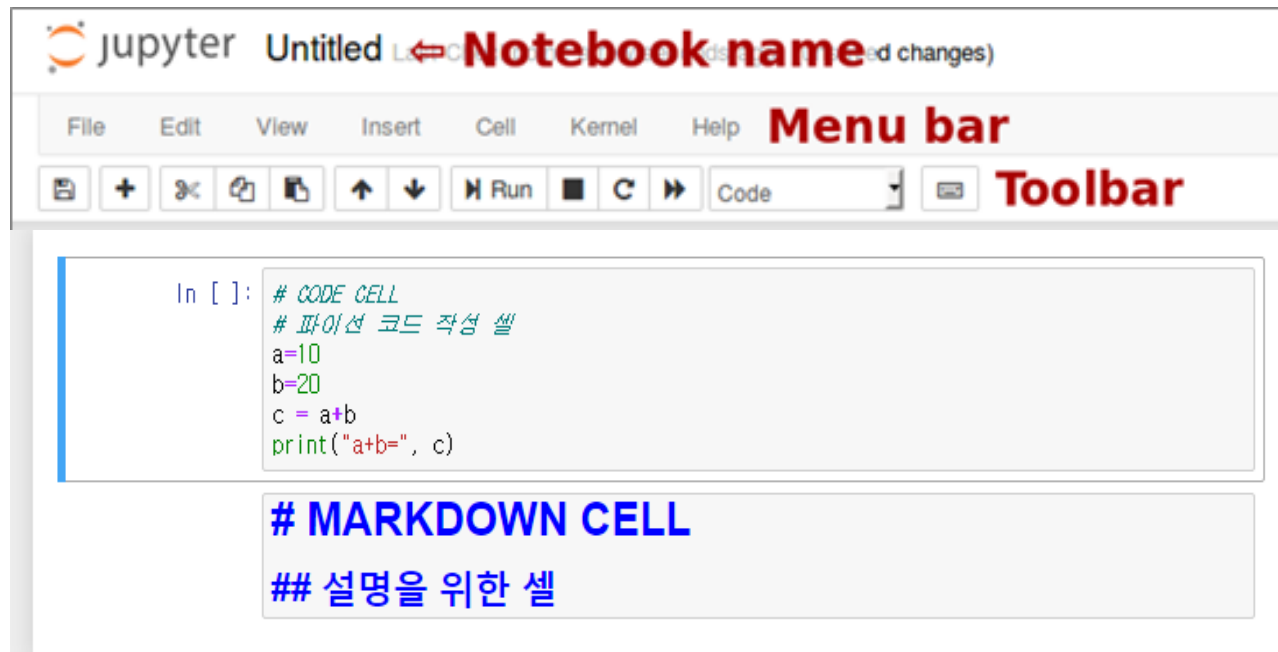 jupyter Untitled ⇐ Notebook name d changes)
File Edit View Insert Cell Kernel Help Menu bar
Run Code Toolbar
In [ ]: # CODE CELL
# 파이선 코드 작성 셀
a=10
b=20
c = a+b
print("a+b=", c)
# MARKDOWN CELL
## 설명을 위한 셀